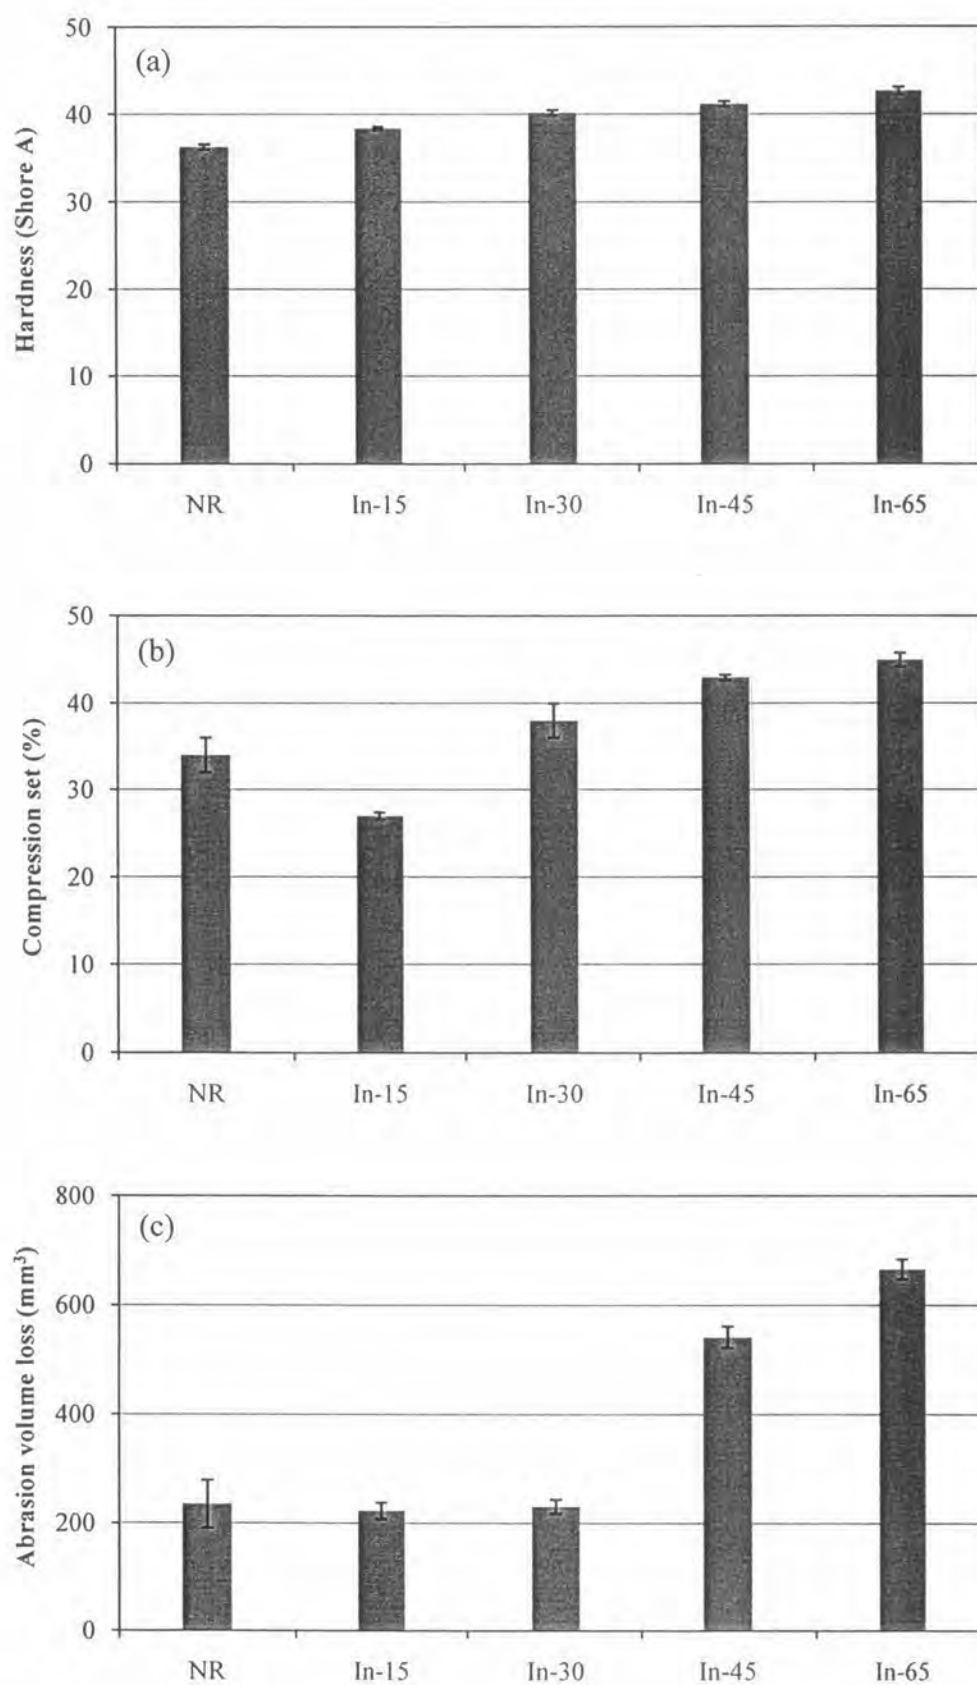 (a)
Hardness (Shore A)
50
40
30
20
10
0
NR In-15 In-30 In-45 In-65
(b)
Compression set (%)
50
40
30
20
10
0
NR In-15 In-30 In-45 In-65
(c)
Abrasion volume loss (mm³)
800
600
400
200
0
NR In-15 In-30 In-45 In-65